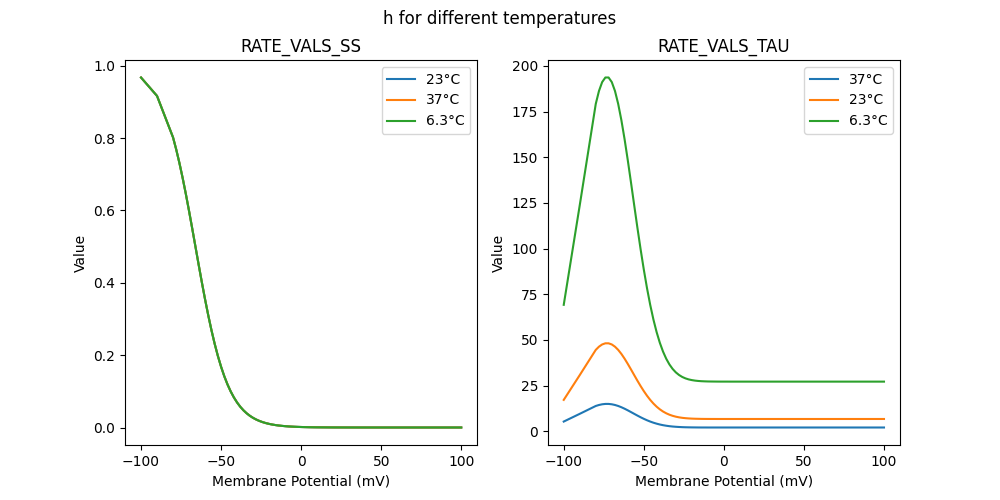 h for different temperatures
RATE_VALS_SS
1.0
0.8
0.6
0.4
0.2
0.0
Value
−100
−50
0
50
100
Membrane Potential (mV)
23°C
37°C
6.3°C
RATE_VALS_TAU
200
175
150
125
100
75
50
25
0
Value
−100
−50
0
50
100
Membrane Potential (mV)
37°C
23°C
6.3°C